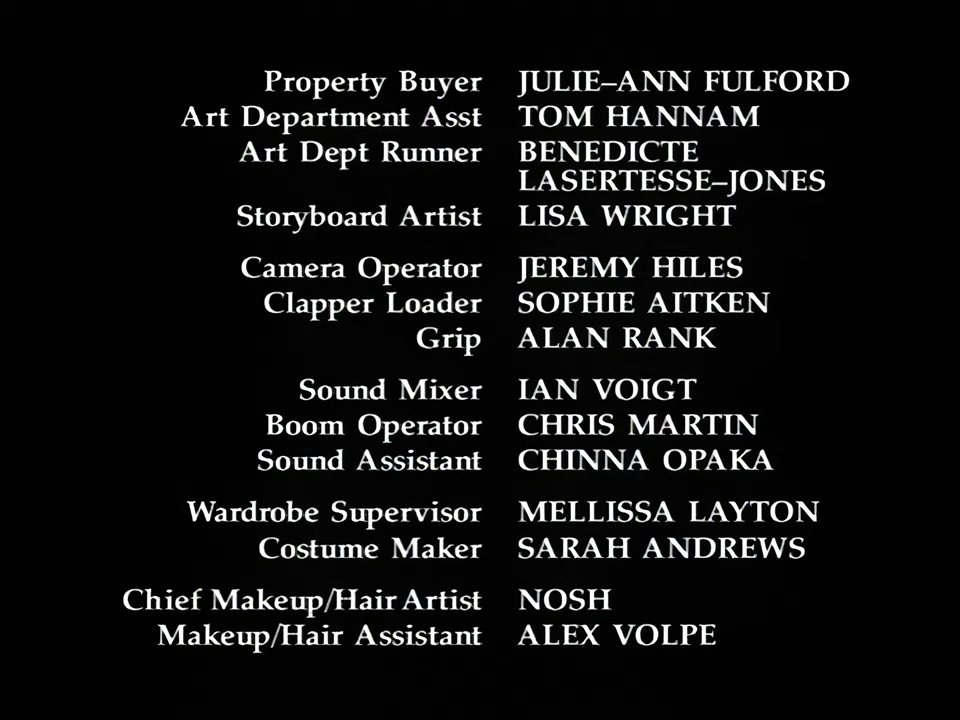 Property Buyer JULIE–ANN FULFORD
Art Department Asst TOM HANNAM
Art Dept Runner BENEDICTE
LASERTESSE–JONES
Storyboard Artist LISA WRIGHT
Camera Operator JEREMY HILES
Clapper Loader SOPHIE AITKEN
Grip ALAN RANK
Sound Mixer IAN VOIGT
Boom Operator CHRIS MARTIN
Sound Assistant CHINNA OPAKA
Wardrobe Supervisor MELLISSA LAYTON
Costume Maker SARAH ANDREWS
Chief Makeup/Hair Artist NOSH
Makeup/Hair Assistant ALEX VOLPE